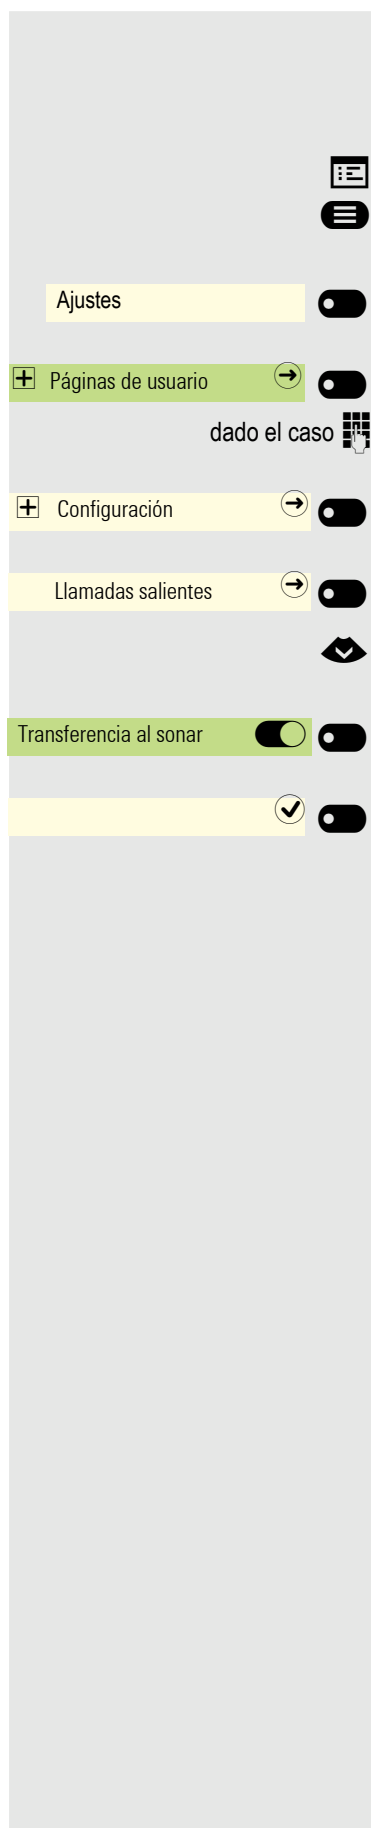 Ajustes
Páginas de usuario
dado el caso
Configuración
Llamadas salientes
Transferencia al sonar